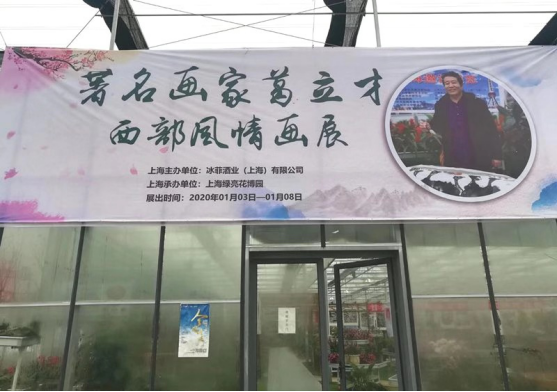 著名画家葛立才
西部风情画展
上海主办单位：冰菲酒业（上海）有限公司
上海承办单位：上海绿亮花博园
展出时间：2020年01月03日—01月08日